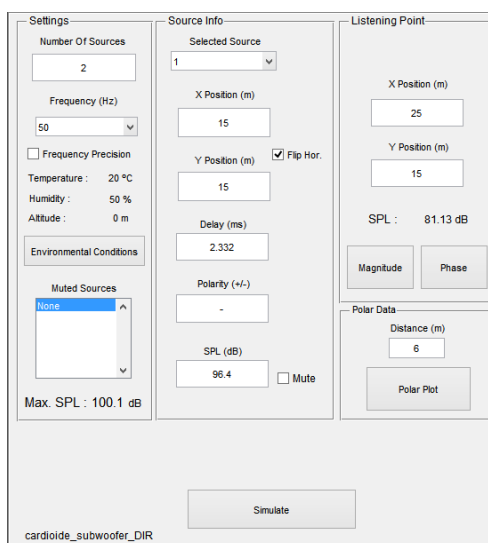 Settings
Number Of Sources
2
Frequency (Hz)
50
Frequency Precision
Temperature : 20 ºC
Humidity : 50 %
Altitude : 0 m
Environmental Conditions
Muted Sources
None
Max. SPL : 100.1 dB
Source Info
Selected Source
1
X Position (m)
15
Flip Hor.
Y Position (m)
15
Delay (ms)
2.332
Polarity (+/-)
-
SPL (dB)
96.4
Mute
Listening Point
X Position (m)
25
Y Position (m)
15
SPL : 81.13 dB
Magnitude
Phase
Polar Data
Distance (m)
6
Polar Plot
Simulate
cardioide_subwoofer_DIR